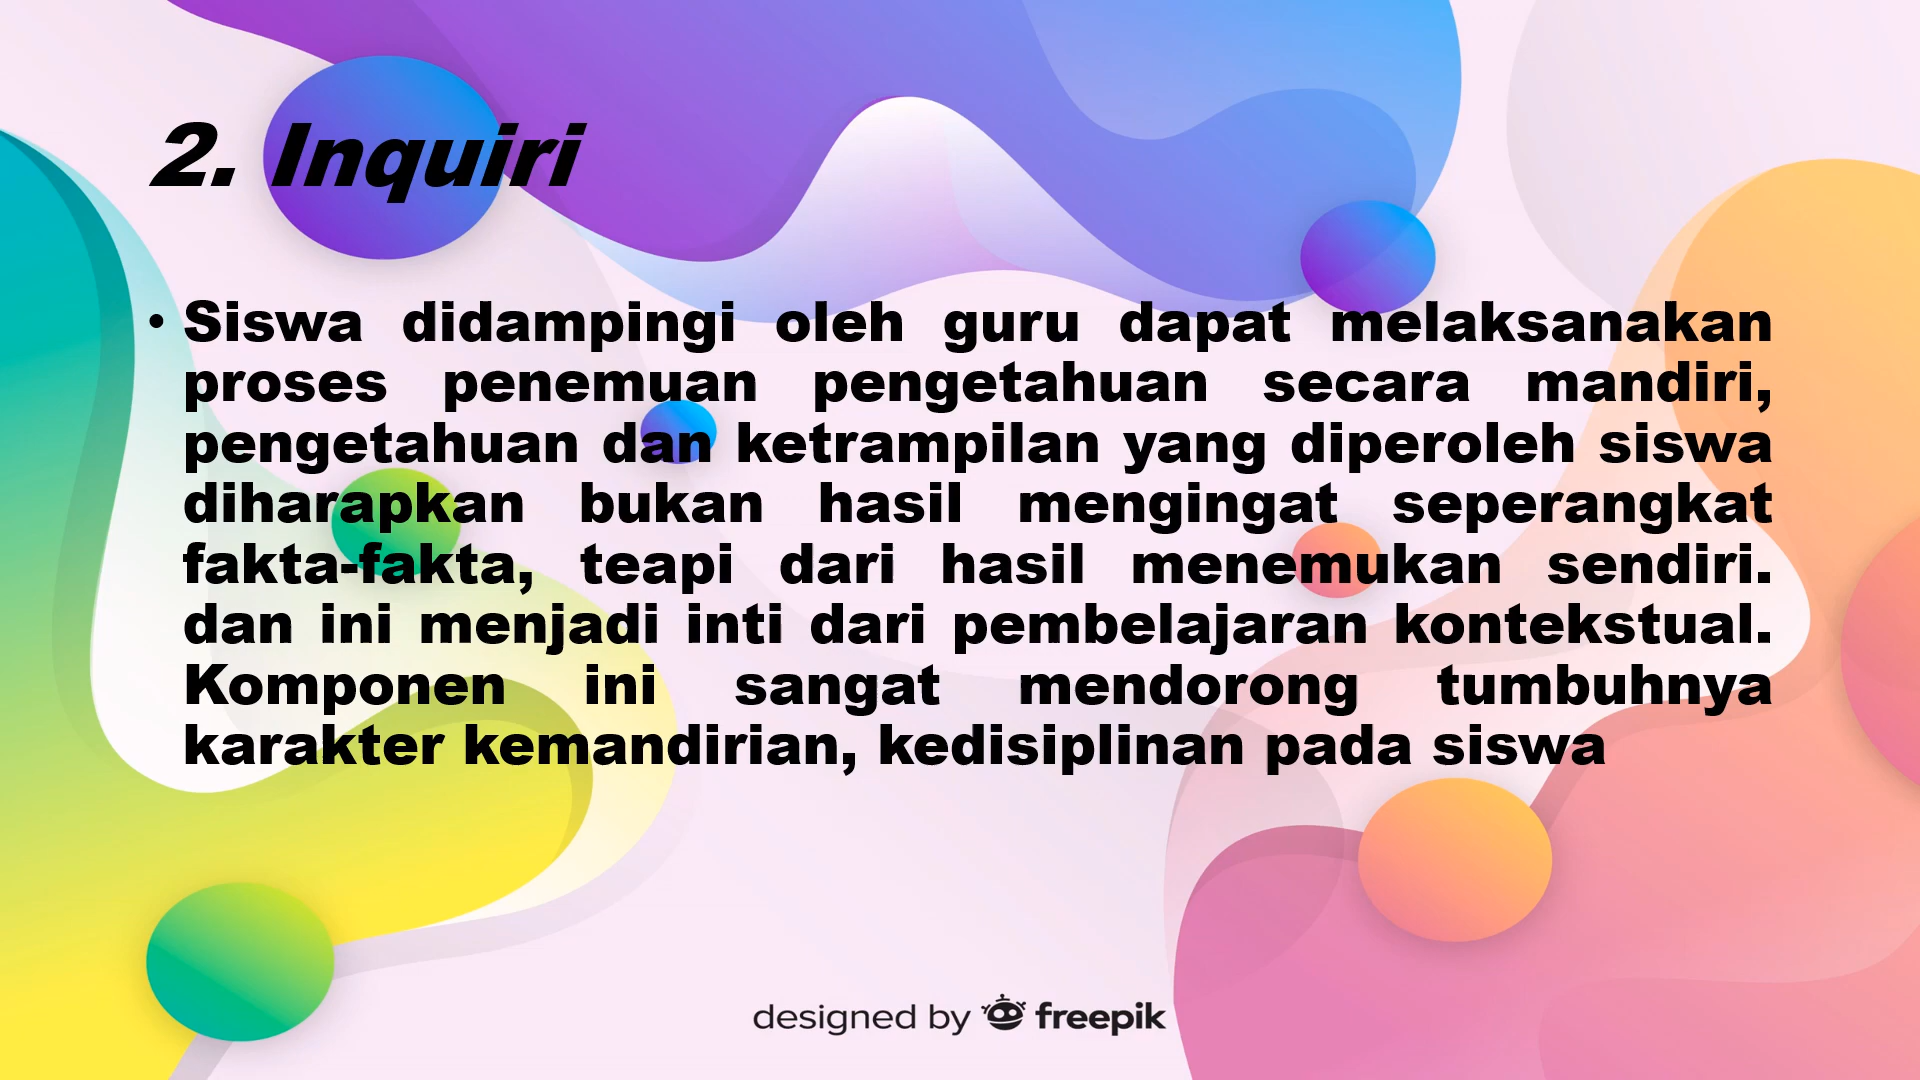 2. Inquiri
• Siswa didampingi oleh guru dapat melaksanakan
proses penemuan pengetahuan secara mandiri,
pengetahuan dan ketrampilan yang diperoleh siswa
diharapkan bukan hasil mengingat seperangkat
fakta-fakta, teapi dari hasil menemukan sendiri.
dan ini menjadi inti dari pembelajaran kontekstual.
Komponen ini sangat mendorong tumbuhnya
karakter kemandirian, kedisiplinan pada siswa
designed by freepik